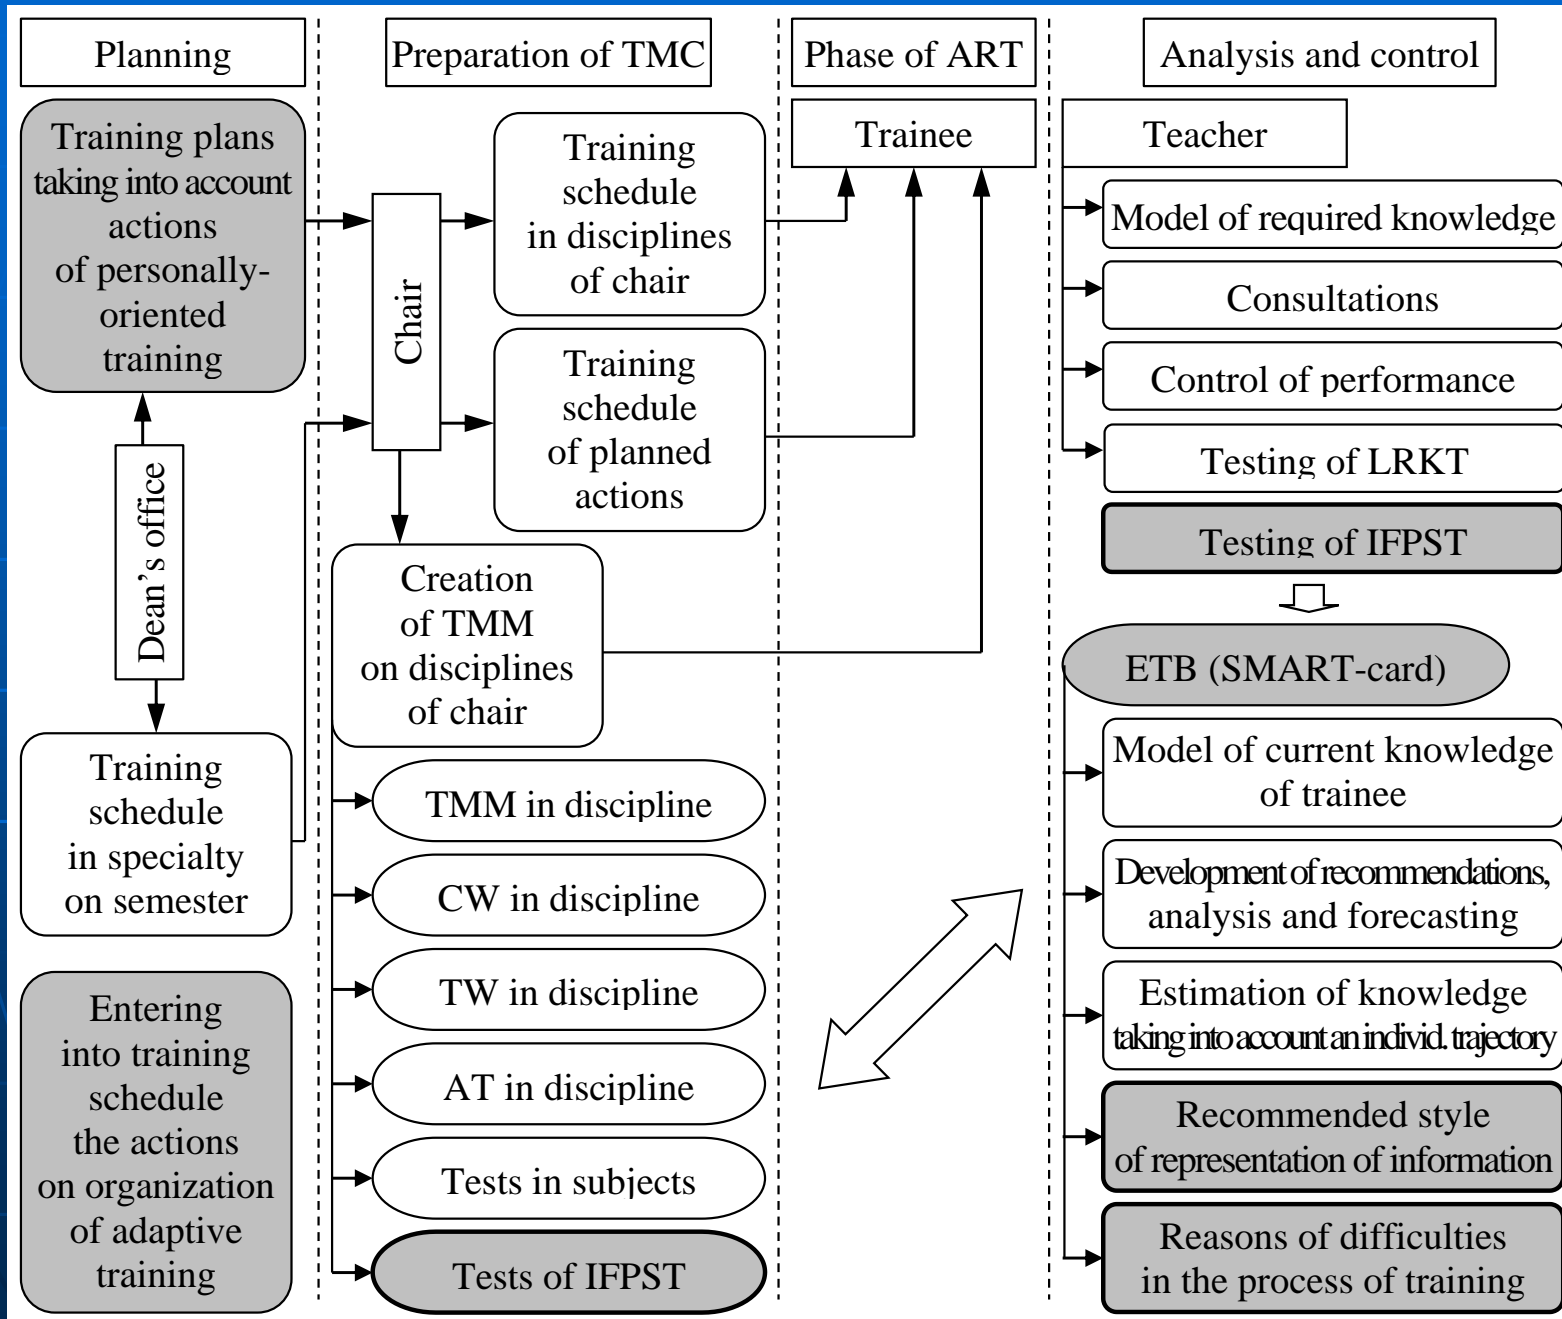 Planning
Preparation of TMC
Phase of ART
Analysis and control
Training plans
taking into account
actions
of personally-
oriented
training
Dean's office
Training
schedule
in specialty
on semester
Entering
into training
schedule
the actions
on organization
of adaptive
training
Chair
Training
schedule
in disciplines
of chair
Training
schedule
of planned
actions
Creation
of TMM
on disciplines
of chair
TMM in discipline
CW in discipline
TW in discipline
AT in discipline
Tests in subjects
Tests of IFPST
Trainee
Teacher
Model of required knowledge
Consultations
Control of performance
Testing of LRKT
Testing of IFPST
ETB (SMART-card)
Model of current knowledge
of trainee
Development of recommendations,
analysis and forecasting
Estimation of knowledge
taking into account an individ. trajectory
Recommended style
of representation of information
Reasons of difficulties
in the process of training